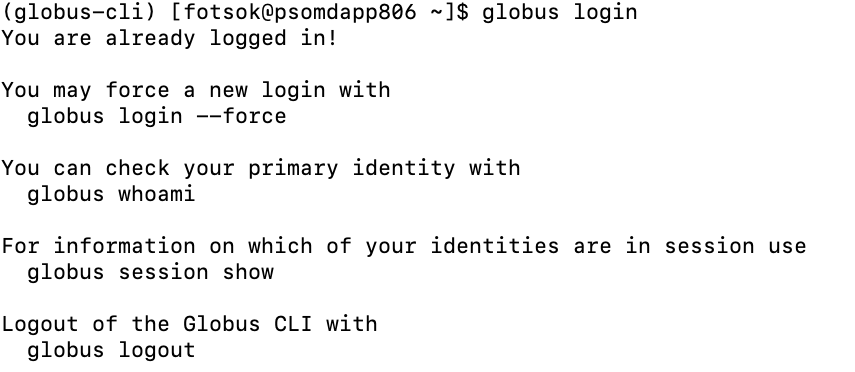 (globus-cli) [fotsok@psomdapp806 ~]$ globus login
You are already logged in!

You may force a new login with
  globus login --force

You can check your primary identity with
  globus whoami

For information on which of your identities are in session use
  globus session show

Logout of the Globus CLI with
  globus logout